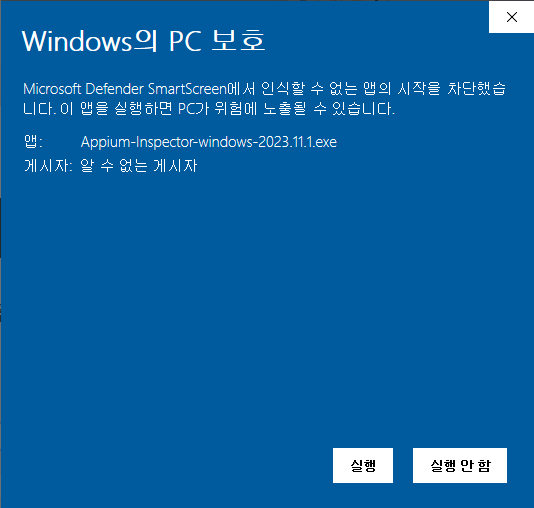 Windows의 PC 보호
Microsoft Defender SmartScreen에서 인식할 수 없는 앱의 시작을 차단했습
니다. 이 앱을 실행하면 PC가 위험에 노출될 수 있습니다.
앱: Appium-Inspector-windows-2023.11.1.exe
게시자: 알 수 없는 게시자
실행 실행 안 함